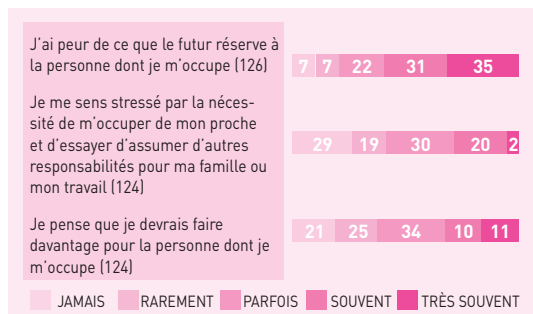 J'ai peur de ce que le futur réserve à
la personne dont je m'occupe (126)
7 7 22 31 35
Je me sens stressé par la néces-
sité de m'occuper de mon proche
et d'essayer d'assumer d'autres
responsabilités pour ma famille ou
mon travail (124)
29 19 30 20 2
Je pense que je devrais faire
davantage pour la personne dont je
m'occupe (124)
21 25 34 10 11
JAMAIS RAREMENT PARFOIS SOUVENT TRÈS SOUVENT